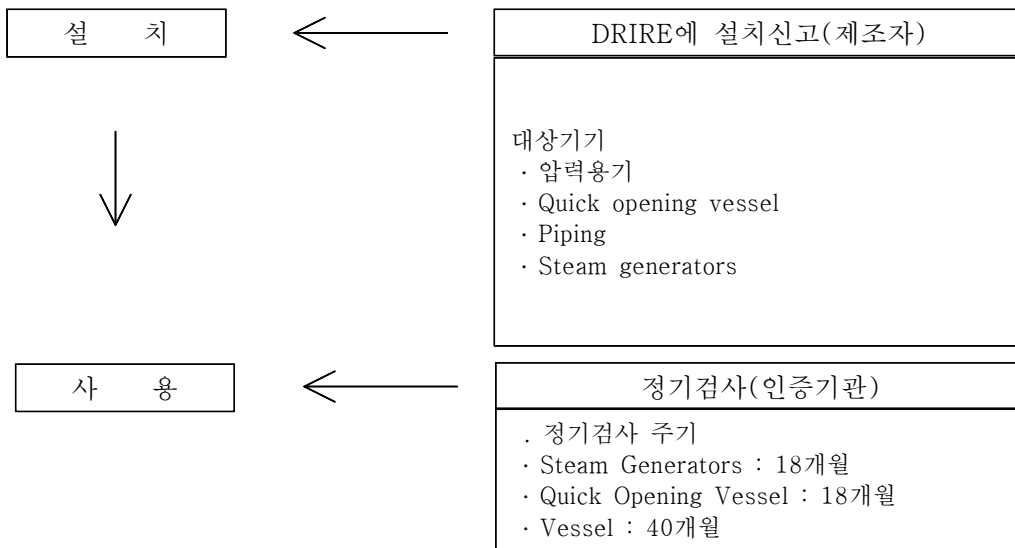 설 치
DRIRE에 설치신고(제조자)
대상기기
· 압력용기
· Quick opening vessel
· Piping
· Steam generators
사 용
정기검사(인증기관)
. 정기검사 주기
· Steam Generators : 18개월
· Quick Opening Vessel : 18개월
· Vessel : 40개월